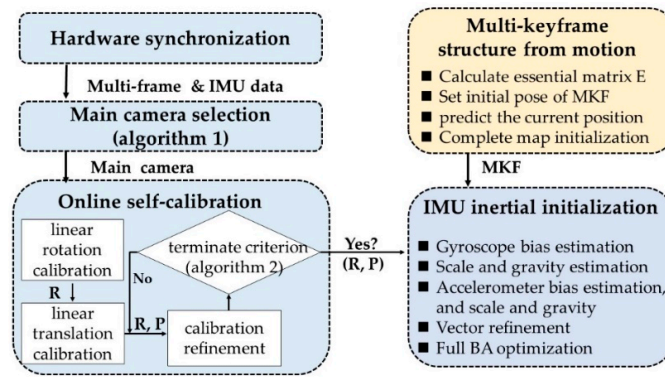 Hardware synchronization
Multi-frame & IMU data
Main camera selection
(algorithm 1)
Main camera
Online self-calibration
linear
rotation
calibration
R
linear
translation
calibration
R, P
calibration
refinement
terminate criterion
(algorithm 2)
No
Yes?
(R, P)
Multi-keyframe
structure from motion
■ Calculate essential matrix E
■ Set initial pose of MKF
■ predict the current position
■ Complete map initialization
MKF
IMU inertial initialization
■ Gyroscope bias estimation
■ Scale and gravity estimation
■ Accelerometer bias estimation,
and scale and gravity
■ Vector refinement
■ Full BA optimization